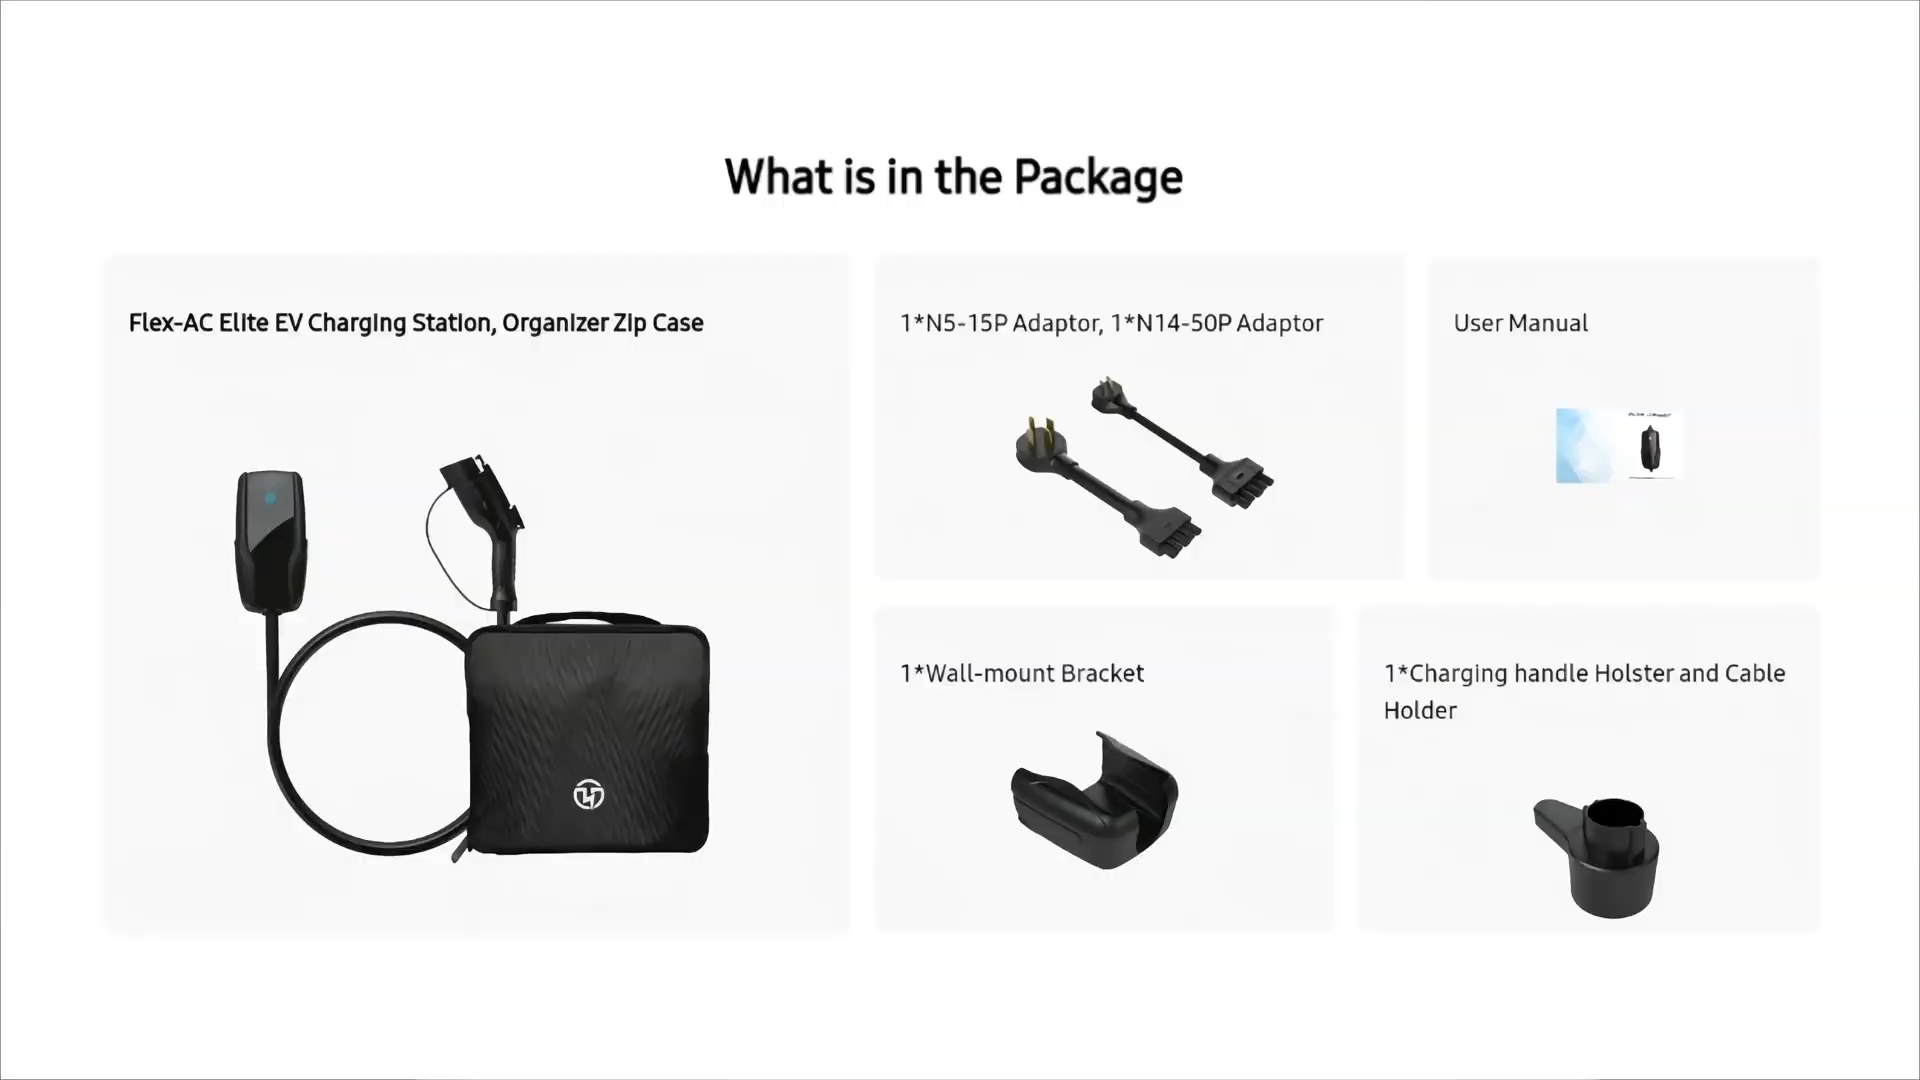 What is in the Package
Flex-AC Elite EV Charging Station, Organizer Zip Case
1*N5-15P Adaptor, 1*N14-50P Adaptor
User Manual
1*Wall-mount Bracket
1*Charging handle Holster and Cable
Holder